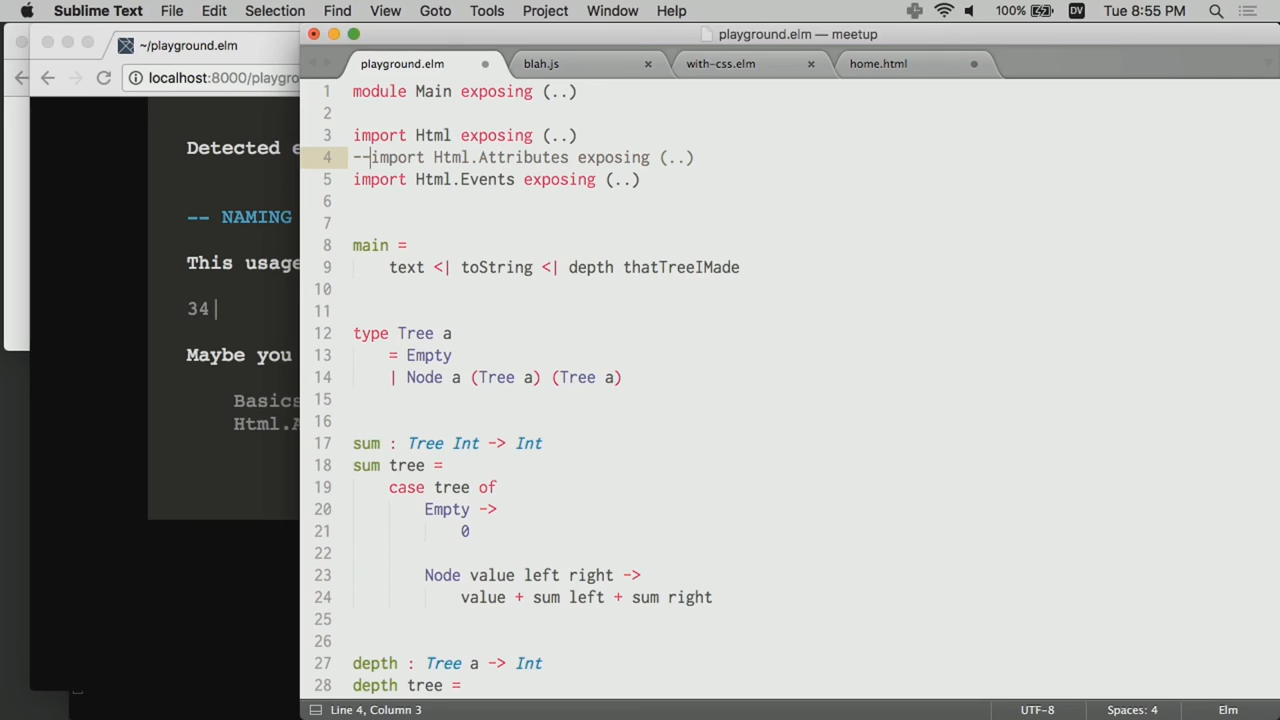 Sublime Text File Edit Selection Find View Goto Tools Project Window Help 100% DV Tue 8:55 PM
~/playground.elm
localhost:8000/playgro
Detected e
-- NAMING
This usage
34|
Maybe you
Basics
Html.A
playground.elm — meetup
playground.elm blah.js with-css.elm home.html
1 module Main exposing (..)
2
3 import Html exposing (..)
4 --import Html.Attributes exposing (..)
5 import Html.Events exposing (..)
6
7
8 main =
9 text <| toString <| depth thatTreeIMade
10
11
12 type Tree a
13 = Empty
14 | Node a (Tree a) (Tree a)
15
16
17 sum : Tree Int -> Int
18 sum tree =
19 case tree of
20 Empty ->
21 0
22
23 Node value left right ->
24 value + sum left + sum right
25
26
27 depth : Tree a -> Int
28 depth tree =
Line 4, Column 3 UTF-8 Spaces: 4 Elm